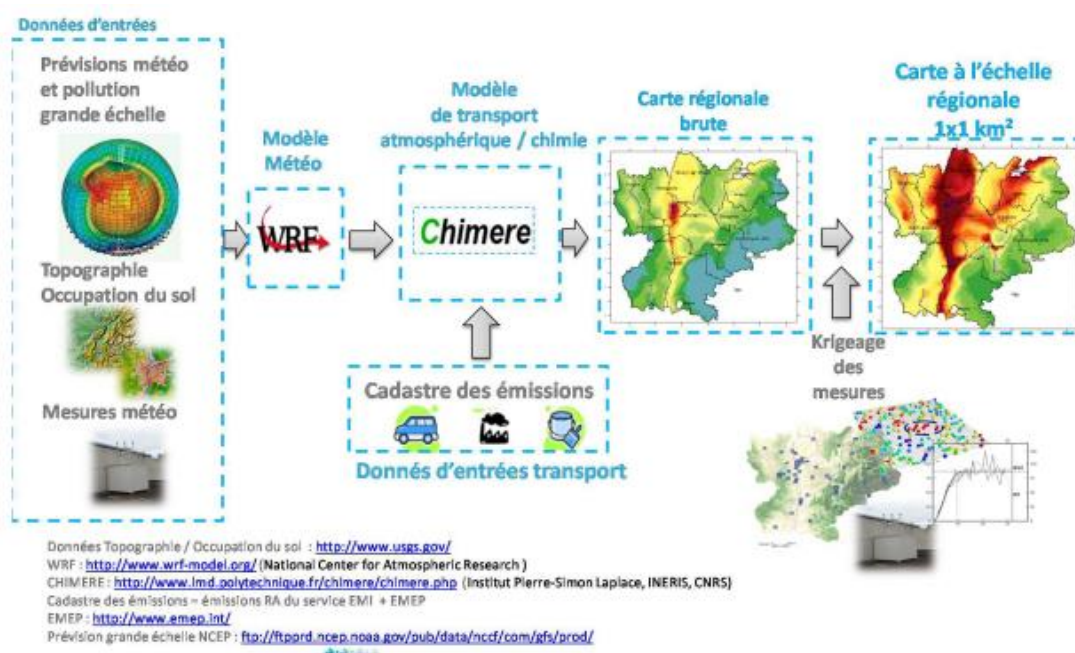 Données d'entrées
Prévisions météo
et pollution
grande échelle
Topographie
Occupation du sol
Mesures météo
Modèle
Météo
WRF
Modèle
de transport
atmosphérique / chimie
Chimere
Cadastre des émissions
Donnés d'entrées transport
Carte régionale
brute
Carte à l'échelle
régionale
1x1 km²
Krigeage
des
mesures
Données Topographie / Occupation du sol : http://www.usgs.gov/
WRF : http://www.wrf-model.org/ (National Center for Atmospheric Research )
CHIMERE : http://www.lmd.polytechnique.fr/chimere/chimere.php (Institut Pierre-Simon Laplace, INERIS, CNRS)
Cadastre des émissions = émissions RA du service EMI + EMEP
EMEP : http://www.emep.int/
Prévision grande échelle NCEP : ftp://ftpprd.ncep.noaa.gov/pub/data/nccf/com/gfs/prod/